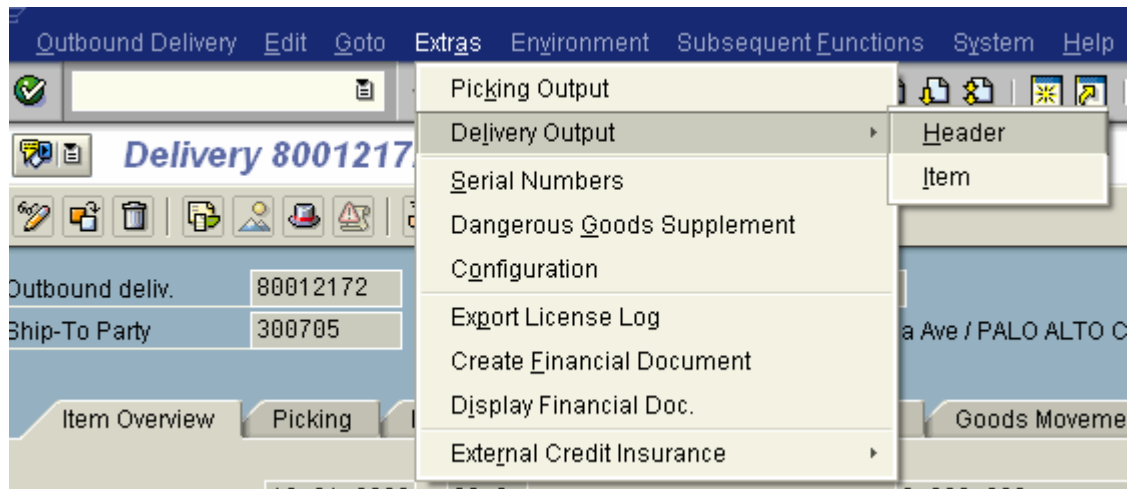 Outbound Delivery Edit Goto Extras Environment Subsequent Functions System Help
Picking Output
Delivery Output
Header
Item
Delivery 8001217
Serial Numbers
Dangerous Goods Supplement
Configuration
Outbound deliv. 80012172
Export License Log
Ship-To Party 300705
Ave / PALO ALTO C
Create Financial Document
Display Financial Doc.
Item Overview Picking Goods Moveme
External Credit Insurance